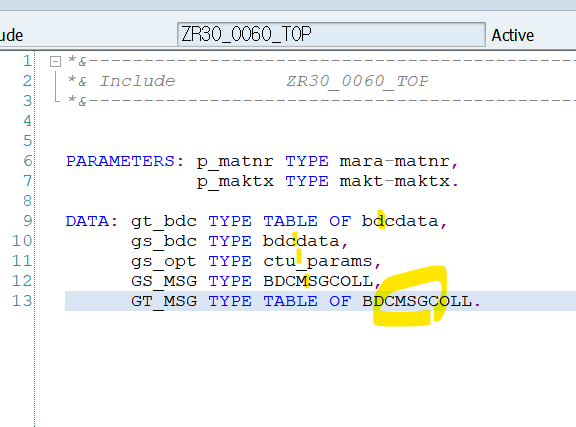 ude ZR30_0060_TOP Active
1 *&---------------------------------------------------
2 *& Include ZR30_0060_TOP
3 *&---------------------------------------------------
4
5
6 PARAMETERS: p_matnr TYPE mara-matnr,
7 p_maktx TYPE makt-maktx.
8
9 DATA: gt_bdc TYPE TABLE OF bdcdata,
10 gs_bdc TYPE bdcdata,
11 gs_opt TYPE ctu_params,
12 GS_MSG TYPE BDCMSGCOLL,
13 GT_MSG TYPE TABLE OF BDCMSGCOLL.